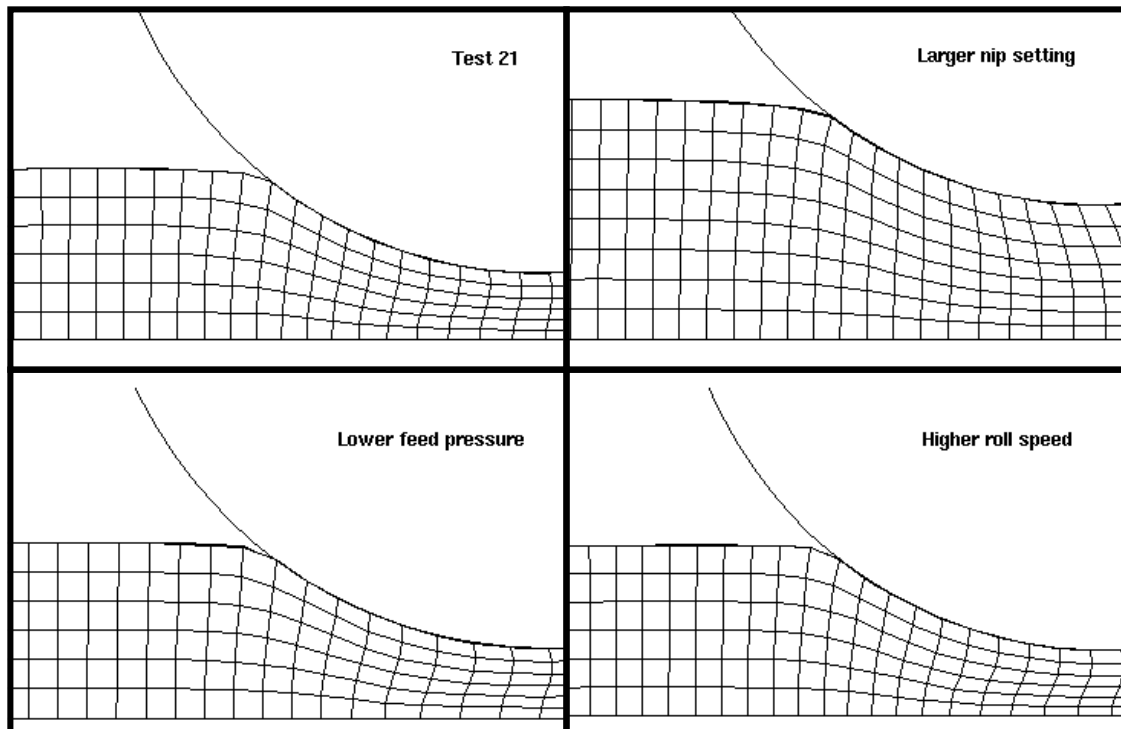 Test 21
Larger nip setting
Lower feed pressure
Higher roll speed